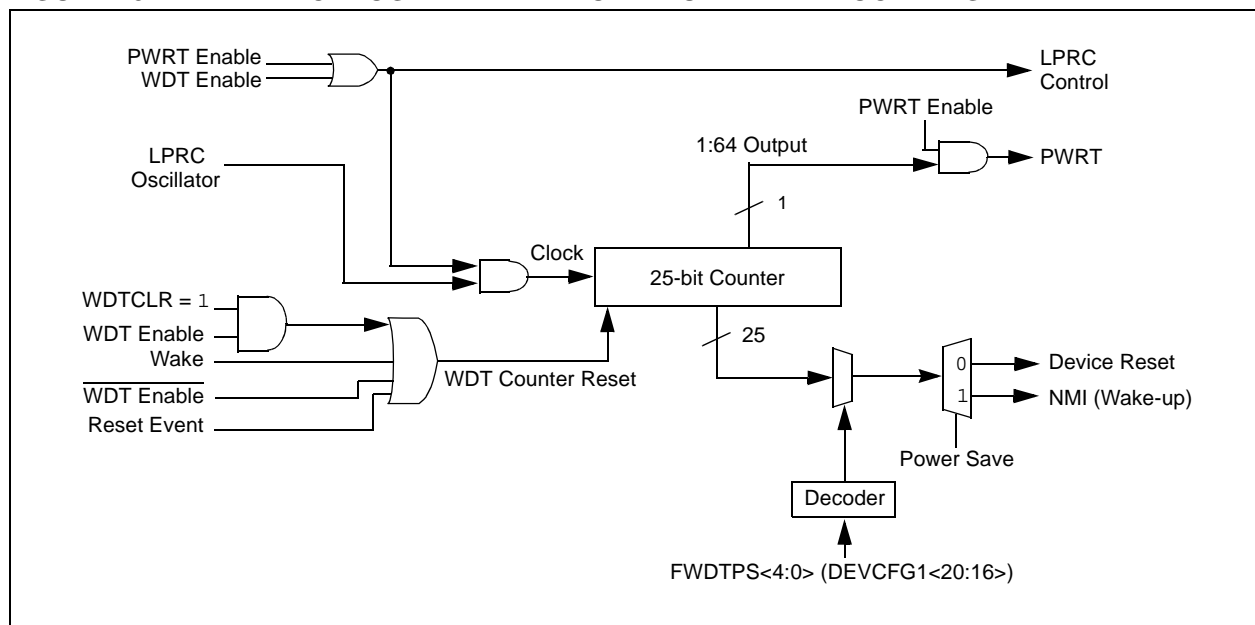 PWRT Enable
WDT Enable
LPRC
Control
PWRT Enable
1:64 Output
PWRT
LPRC
Oscillator
1
Clock
25-bit Counter
WDTCLR = 1
WDT Enable
Wake
WDT Enable
Reset Event
WDT Counter Reset
25
0
Device Reset
1
NMI (Wake-up)
Power Save
Decoder
FWDTPS<4:0> (DEVCFG1<20:16>)